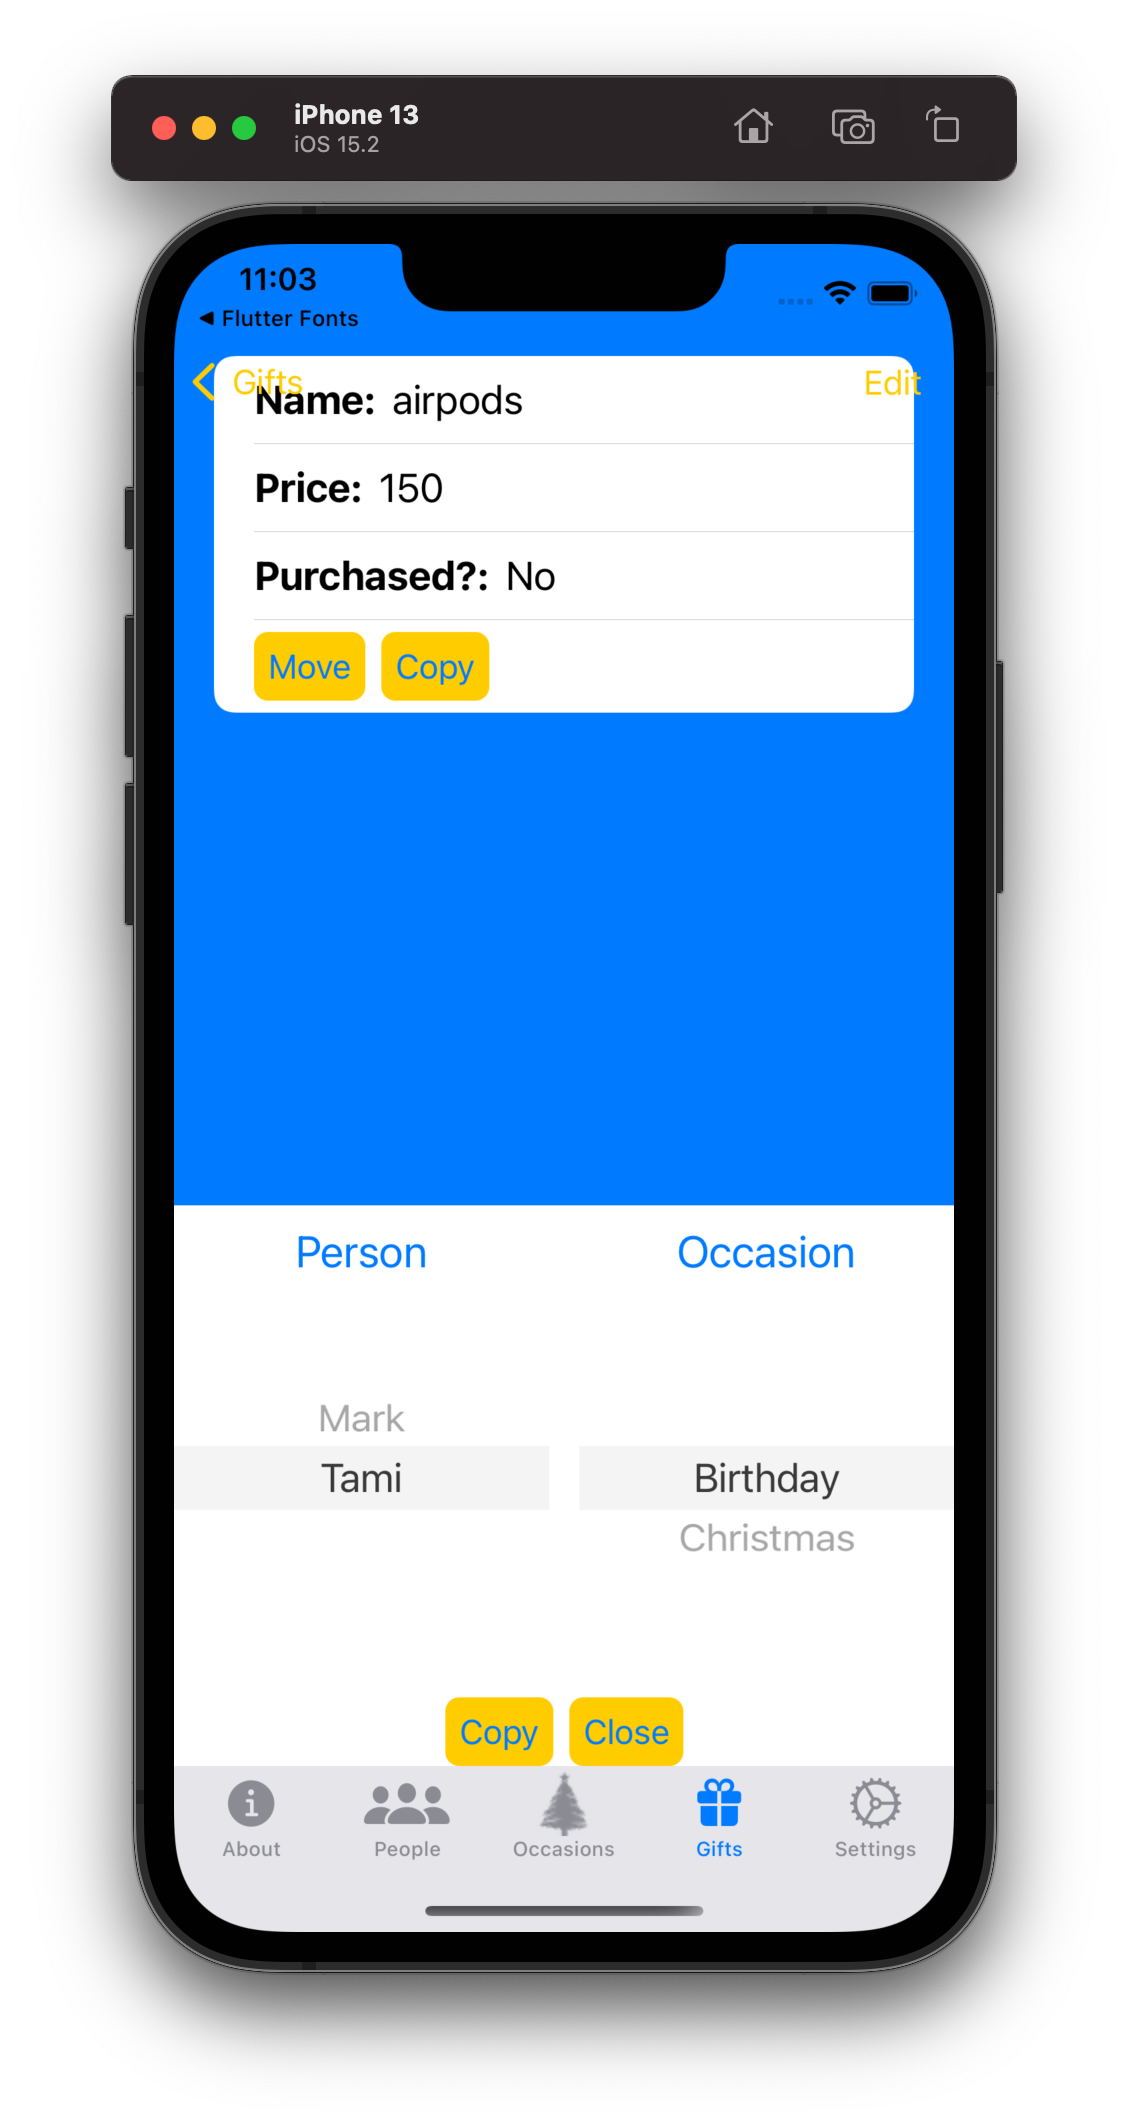 iPhone 13
iOS 15.2
11:03
Flutter Fonts
Gifts
Edit
Name: airpods
Price: 150
Purchased?: No
Move Copy
Person Occasion
Mark
Tami Birthday
Christmas
Copy Close
About People Occasions Gifts Settings